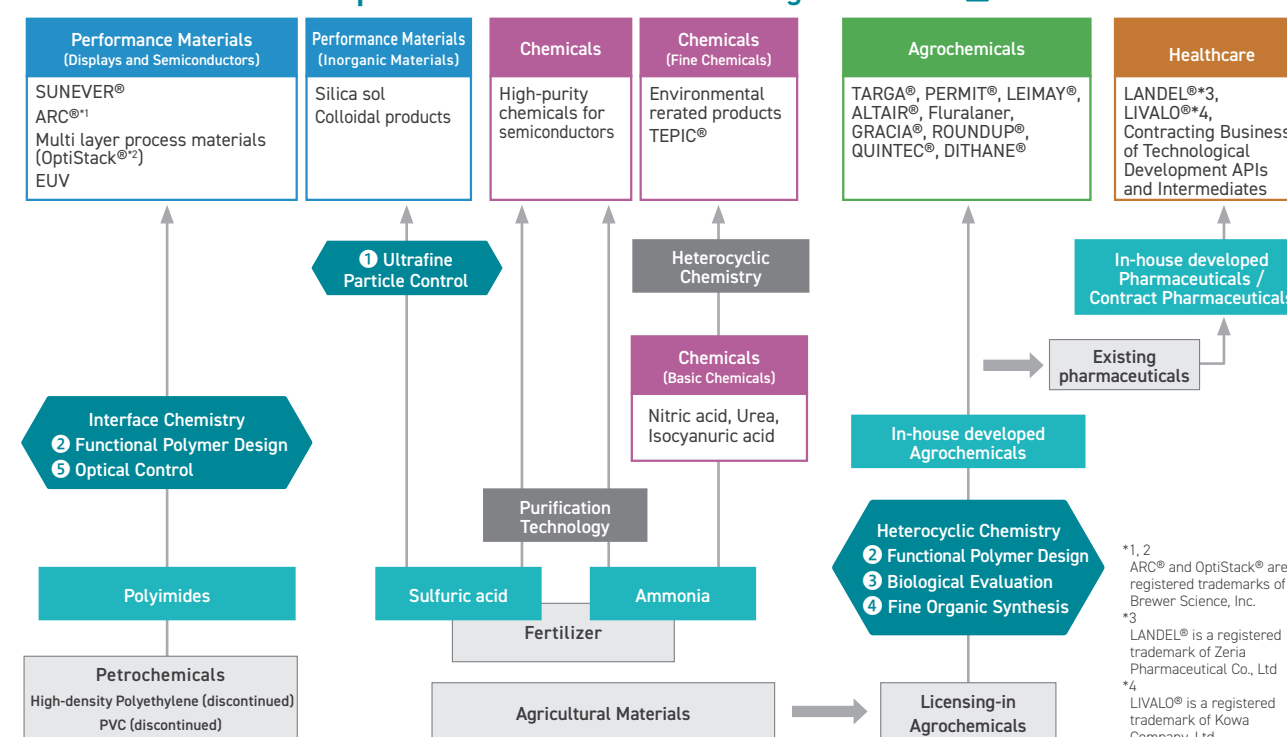 Performance Materials
(Displays and Semiconductors)
SUNEVER®
ARC®*1
Multi layer process materials
(OptiStack®*2)
EUV
Performance Materials
(Inorganic Materials)
Silica sol
Colloidal products
Chemicals
High-purity
chemicals for
semiconductors
Chemicals
(Fine Chemicals)
Environmental
rerated products
TEPIC®
Agrochemicals
TARGA®, PERMIT®, LEIMAY®,
ALTAIR®, Fluralaner,
GRACIA®, ROUNDUP®,
QUINTEC®, DITHANE®
Healthcare
LANDEL®*3,
LIVALO®*4,
Contracting Business
of Technological
Development APIs
and Intermediates
❶ Ultrafine
Particle Control
Heterocyclic
Chemistry
In-house developed
Pharmaceuticals /
Contract Pharmaceuticals
Chemicals
(Basic Chemicals)
Nitric acid, Urea,
Isocyanuric acid
Existing
pharmaceuticals
Interface Chemistry
❷ Functional Polymer Design
❺ Optical Control
In-house developed
Agrochemicals
Purification
Technology
Heterocyclic Chemistry
❷ Functional Polymer Design
❸ Biological Evaluation
❹ Fine Organic Synthesis
Polyimides
Sulfuric acid
Ammonia
Fertilizer
Petrochemicals
High-density Polyethylene (discontinued)
PVC (discontinued)
Agricultural Materials
Licensing-in
Agrochemicals
*1, 2
ARC® and OptiStack® are
registered trademarks of
Brewer Science, Inc.
*3
LANDEL® is a registered
trademark of Zeria
Pharmaceutical Co., Ltd
*4
LIVALO® is a registered
trademark of Kowa
Company, Ltd